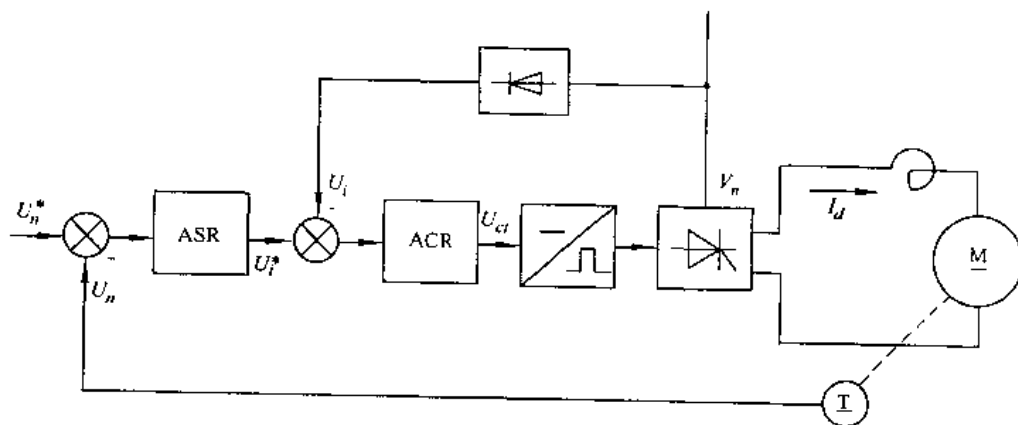 U_i
V_n
I_d
U_n*
ASR
U_i*
ACR
U_ct
M
U_n
T